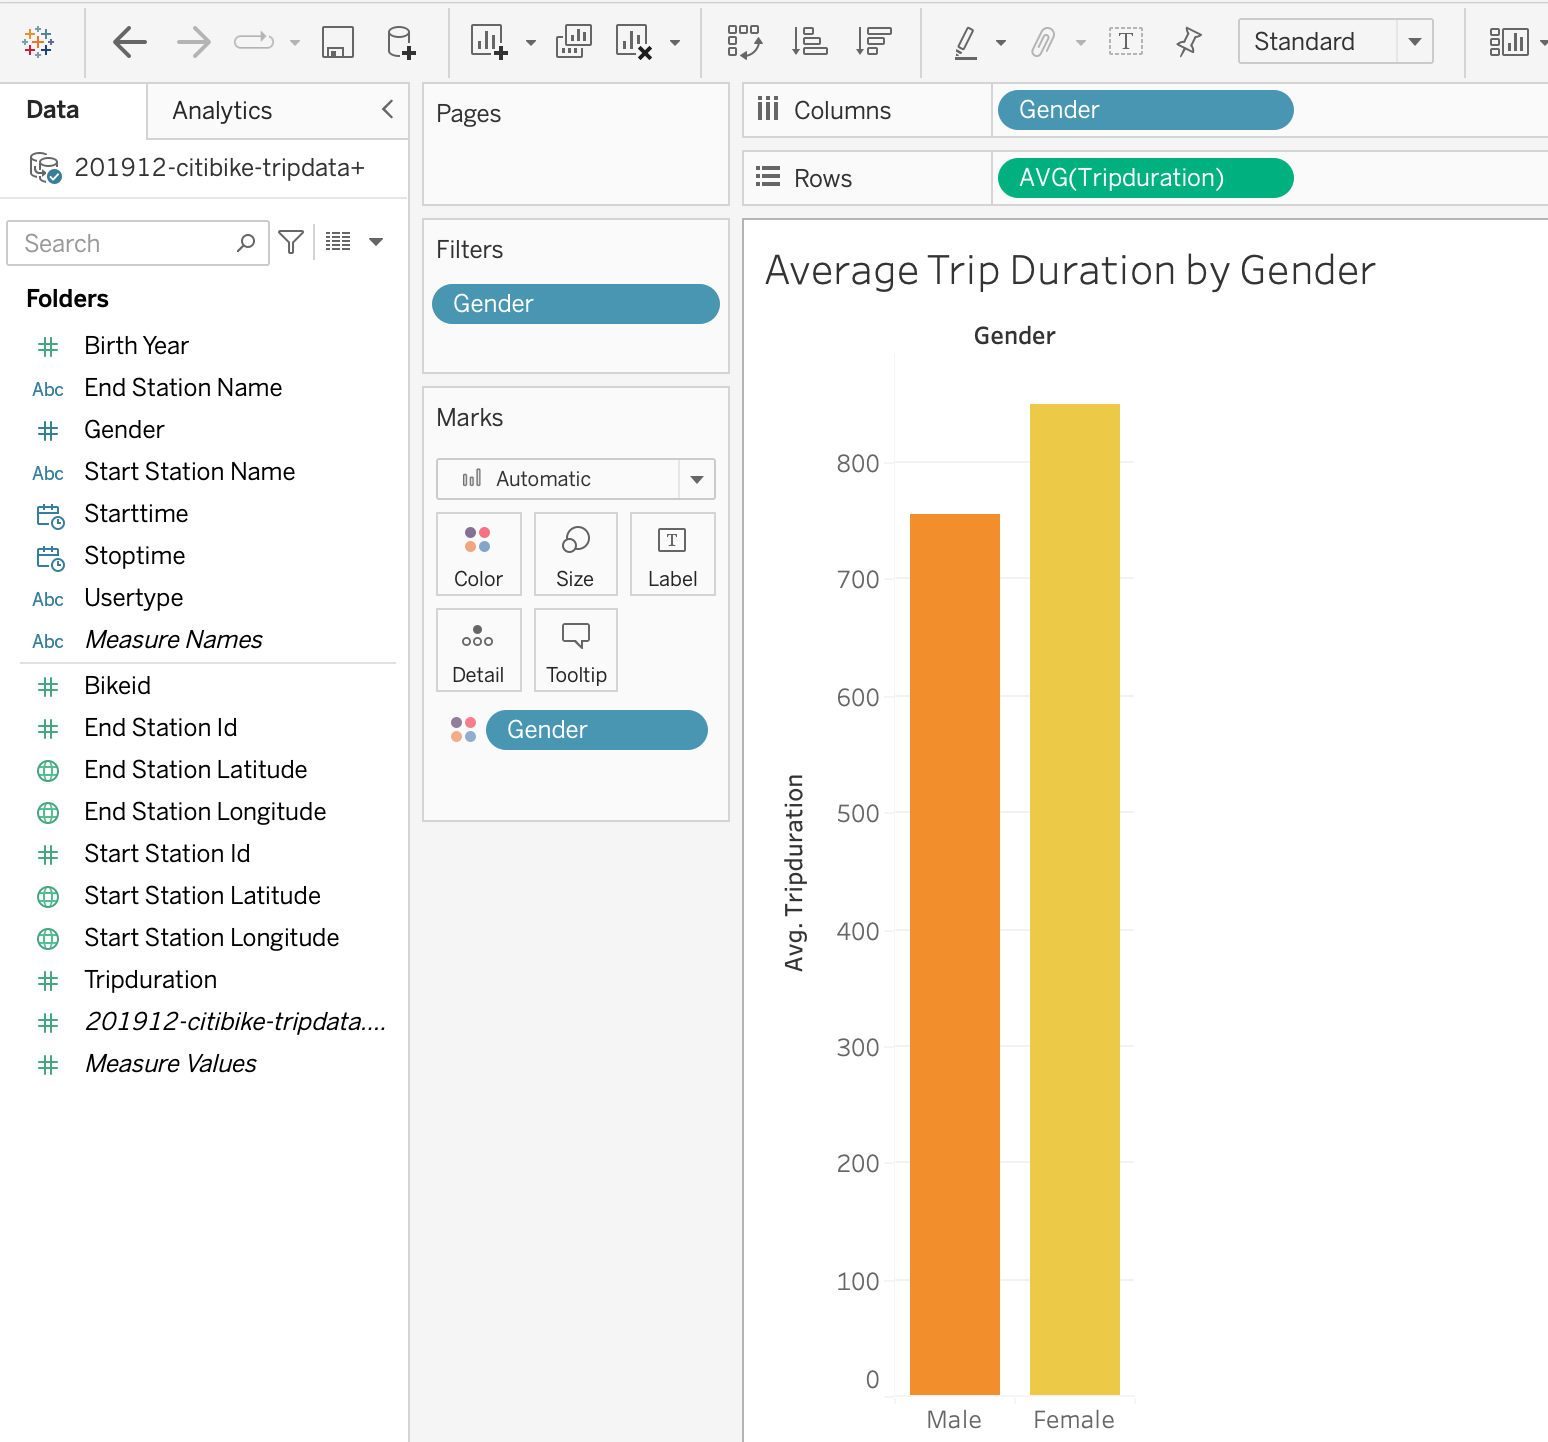 Standard
Data
Analytics
201912-citibike-tripdata+
Search
Folders
Birth Year
Abc End Station Name
Gender
Abc Start Station Name
Starttime
Stoptime
Abc Usertype
Abc Measure Names
Bikeid
End Station Id
End Station Latitude
End Station Longitude
Start Station Id
Start Station Latitude
Start Station Longitude
Tripduration
201912-citibike-tripdata....
Measure Values
Pages
Filters
Gender
Marks
Automatic
Color Size Label
Detail Tooltip
Gender
Columns Gender
Rows AVG(Tripduration)
Average Trip Duration by Gender
Gender
800
700
600
500
400
300
200
100
0
Avg. Tripduration
Male Female